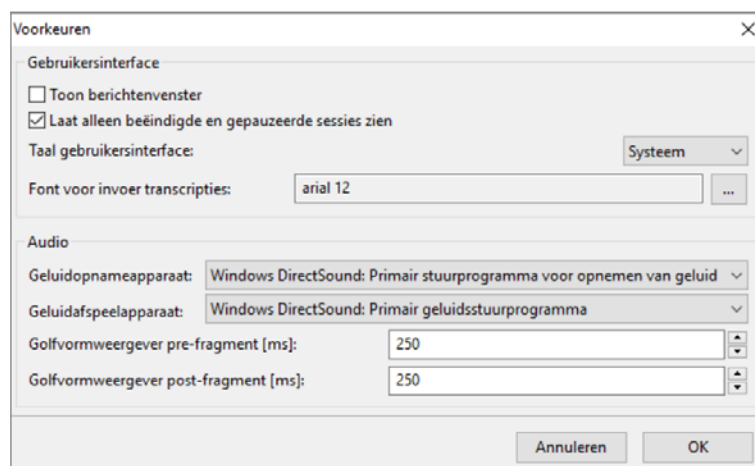 Voorkeuren
Gebruikersinterface
Toon berichtenvenster
Laat alleen beëindigde en gepauzeerde sessies zien
Taal gebruikersinterface: Systeem
Font voor invoer transcripties: arial 12 ...
Audio
Geluidopnameapparaat: Windows DirectSound: Primair stuurprogramma voor opnemen van geluid
Geluidafspeelapparaat: Windows DirectSound: Primair geluidsstuurprogramma
Golfvormweergever pre-fragment [ms]: 250
Golfvormweergever post-fragment [ms]: 250
Annuleren OK